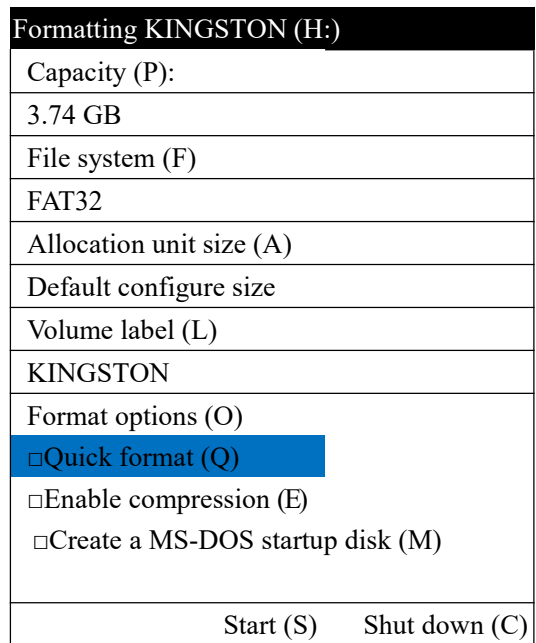 Formatting KINGSTON (H:)
Capacity (P):
3.74 GB
File system (F)
FAT32
Allocation unit size (A)
Default configure size
Volume label (L)
KINGSTON
Format options (O)
□Quick format (Q)
□Enable compression (E)
□Create a MS-DOS startup disk (M)
Start (S) Shut down (C)